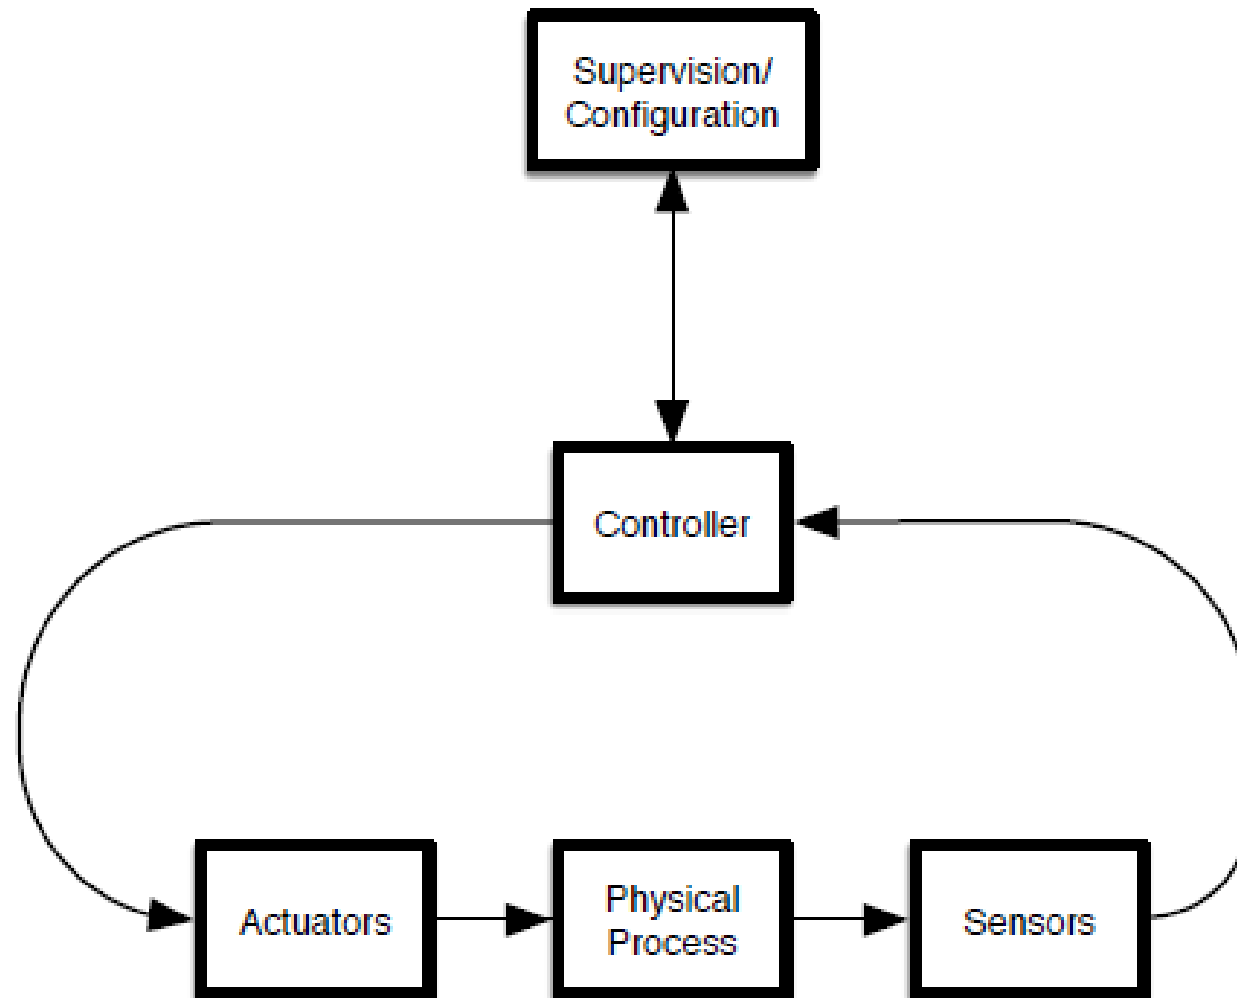 Supervision/
Configuration
Controller
Actuators
Physical
Process
Sensors